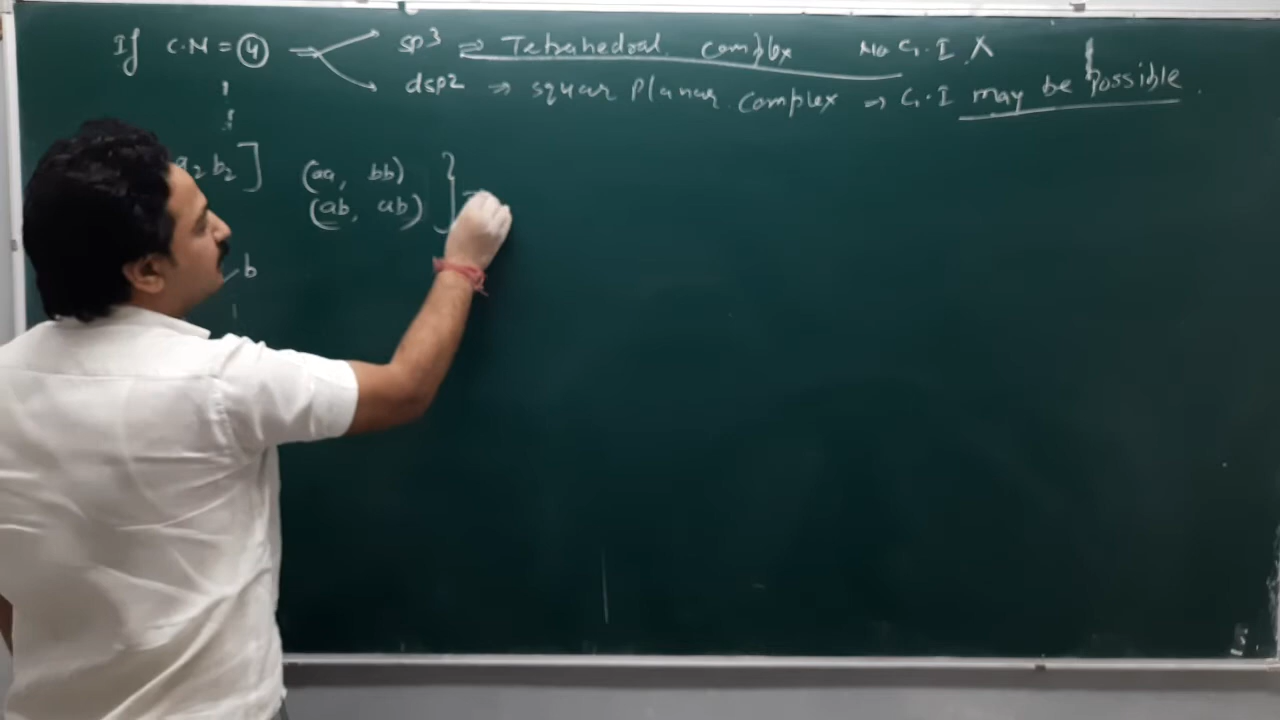 If C.N = 4 ⇒ sp³ ⇒ Tetrahedral complex No G.I X
dsp2 ⇒ squar Planar complex ⇒ G.I may be Possible.
a₂b₂] (aa, bb) }
(ab, ab)
b